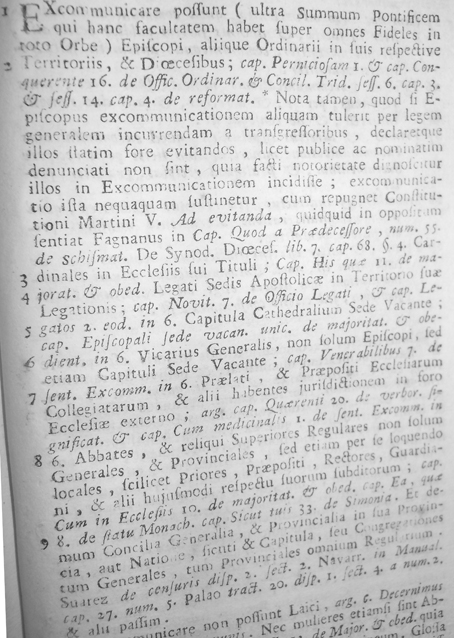 1 EXcommunicare poſſunt ( ultra Summum Pontificem
qui hanc facultatem habet ſuper omnes Fideles in
toto Orbe ) Epiſcopi, aliique Ordinarii in ſuis reſpective
2 Territoriis, & Diœceſibus ; cap. Pernicioſam 1. & cap. Con-
querente 16. de Offic. Ordinar. & Concil. Trid. ſeſſ. 6. cap. 3.
& ſeſſ. 14. cap. 4. de reformat. * Nota tamen, quod ſi E-
piſcopus excommunicationem aliquam tulerit per legem
generalem incurrendam a tranſgreſſoribus, declaretque
illos ſtatim fore evitandos, licet publice ac nominatim
denunciati non ſint, quia facti notorietate dignoſcitur
illos in Excommunicationem incidiſſe ; excommunica-
tio iſta nequaquam ſuſtinetur, cum repugnet Conſtitu-
tioni Martini V. Ad evitanda, quidquid in oppoſitum
ſentiat Fagnanus in Cap. Quod a Prædeceſſore, num. 55.
de schiſmat. De Synod. Diœceſ. lib. 7. cap. 68. §. 4. Car-
3 dinales in Eccleſiis ſui Tituli ; Cap. His quæ 11. de ma-
4 jorat. & obed. Legati Sedis Apoſtolicæ in Territorio ſuæ
Legationis ; cap. Novit. 7. de Officio Legati , & cap. Le-
5 gatos 2. eod. in 6. Capitula Cathedralium Sede Vacante ;
cap. Epiſcopali ſede vacan. unic. de majoritat. & obe-
6 dient. in 6. Vicarius Generalis, non ſolum Epiſcopi, ſed
etiam Capituli Sede Vacante ; cap. Venerabilibus 7. de
7 ſent. Excomm. in 6. Prælati , & Præpoſiti Eccleſiarum
Collegiatarum , & alii habentes juriſdictionem in foro
Eccleſiæ externo ; arg. cap. Quærenti 20. de verbor. ſi-
gnificat. & cap. Cum medicinalis 1. de ſent. Excomm. in
8 6. Abbates , & reliqui Superiores Regulares non ſolum
Generales , & Provinciales , ſed etiam per ſe loquendo
locales , ſcilicet Priores , Præpoſiti , Rectores, Guardia-
ni , & alii hujuſmodi reſpectu ſuorum ſubditorum ; cap.
Cum in Eccleſiis 10. de majoritat. & obed. cap. Ea , quæ
9 8. de ſtatu Monach. cap. Sicut tuis 33. de Simonia. Et de-
mum Concilia Generalia , & Provincialia in ſua Provin-
cia , aut Natione , ſicuti & Capitula , ſeu Congregationes
tum Generales , tum Provinciales omnium Regularium .
Suarez de cenſuris diſp. 2. ſect. 2. Navarr. in Manual.
cap. 27. num. 5. Palao tract. 20. diſp. 1. ſect. 4. a num. 2.
& alii paſſim.
municare non poſſunt Laici , arg. c. Decernimus
Nec mulieres etiamſi ſint Ab-
de Major. & obed. quia
num Gloria